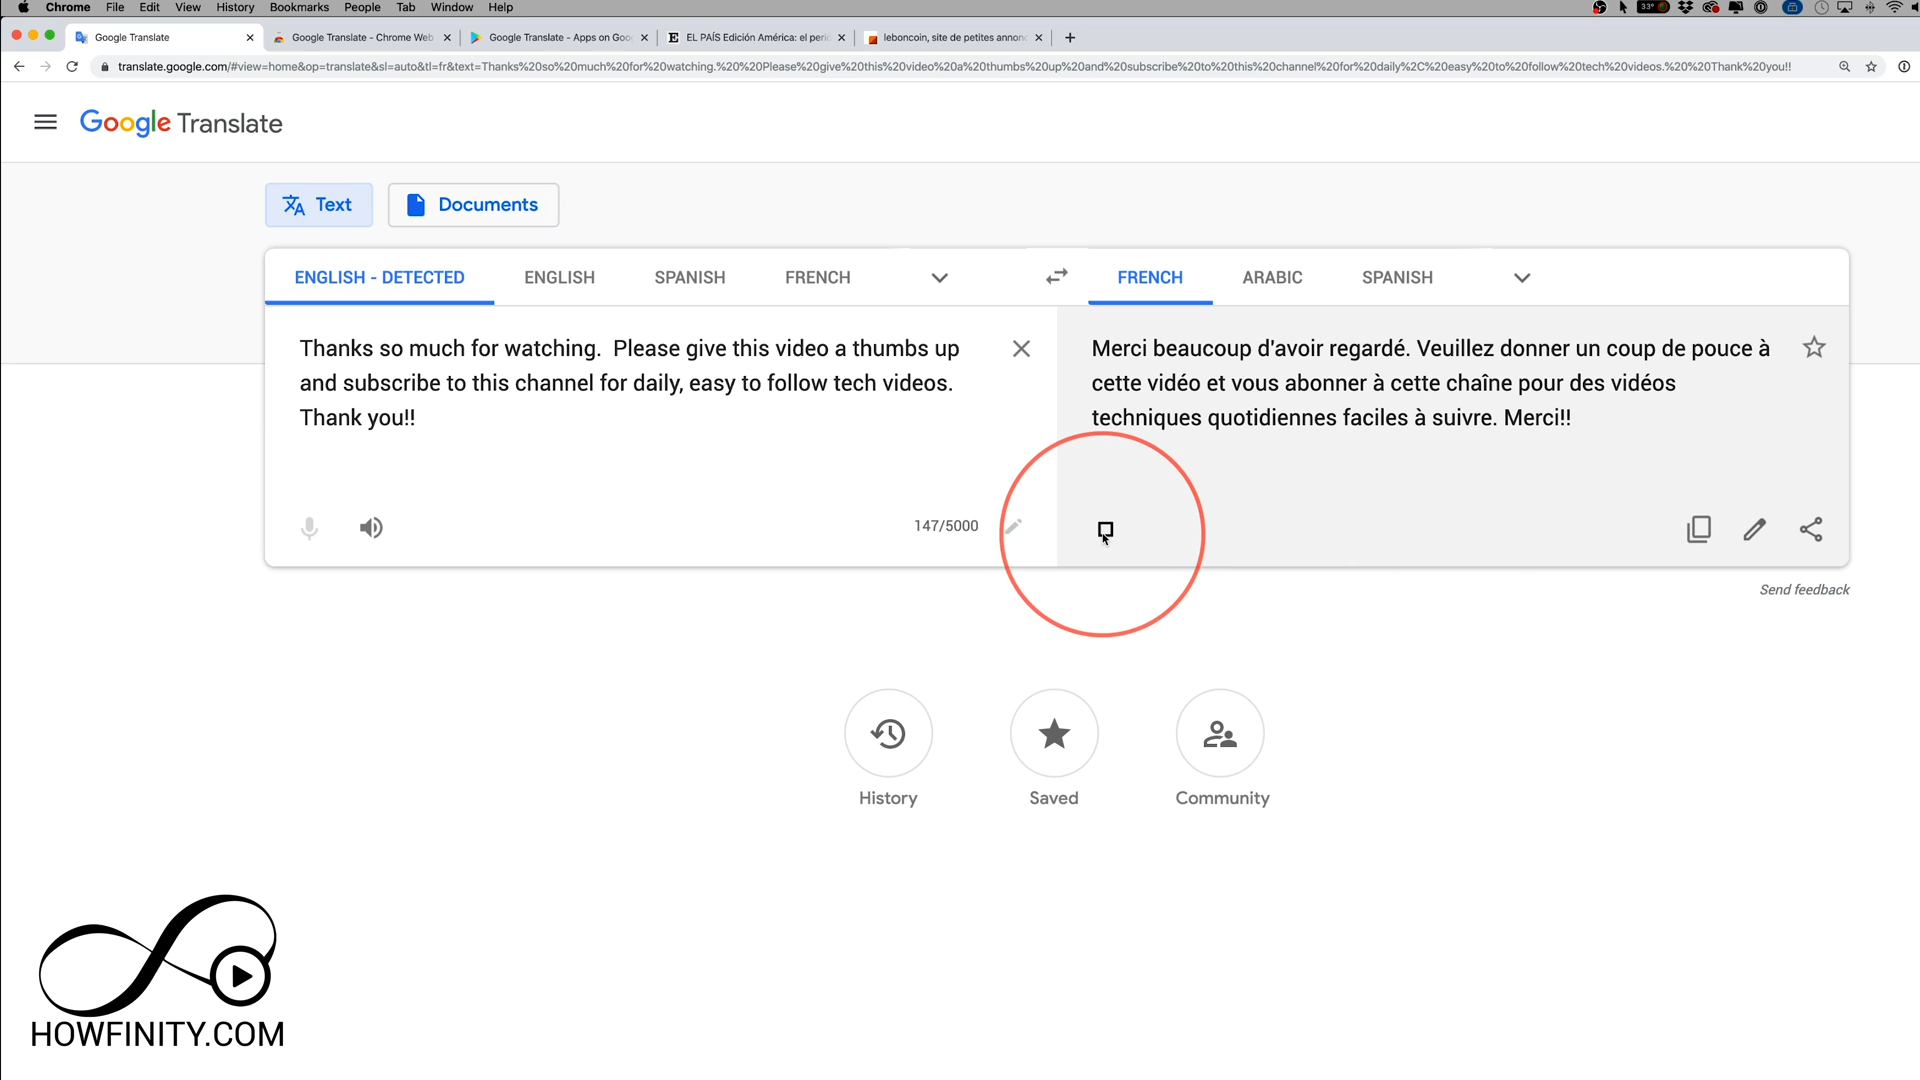 Chrome File Edit View History Bookmarks People Tab Window Help
33°
Google Translate
Google Translate - Chrome Web
Google Translate - Apps on Goo
EL PAÍS Edición América: el peri
leboncoin, site de petites annonc
translate.google.com/#view=home&op=translate&sl=auto&tl=fr&text=Thanks%20so%20much%20for%20watching.%20%20Please%20give%20this%20video%20a%20thumbs%20up%20and%20subscribe%20to%20this%20channel%20for%20daily%2C%20easy%20to%20follow%20tech%20videos.%20%20Thank%20you!!
Google Translate
Text Documents
ENGLISH - DETECTED ENGLISH SPANISH FRENCH
FRENCH ARABIC SPANISH
Thanks so much for watching.  Please give this video a thumbs up
and subscribe to this channel for daily, easy to follow tech videos.
Thank you!!
147/5000
Merci beaucoup d'avoir regardé. Veuillez donner un coup de pouce à
cette vidéo et vous abonner à cette chaîne pour des vidéos
techniques quotidiennes faciles à suivre. Merci!!
Send feedback
History Saved Community
HOWFINITY.COM